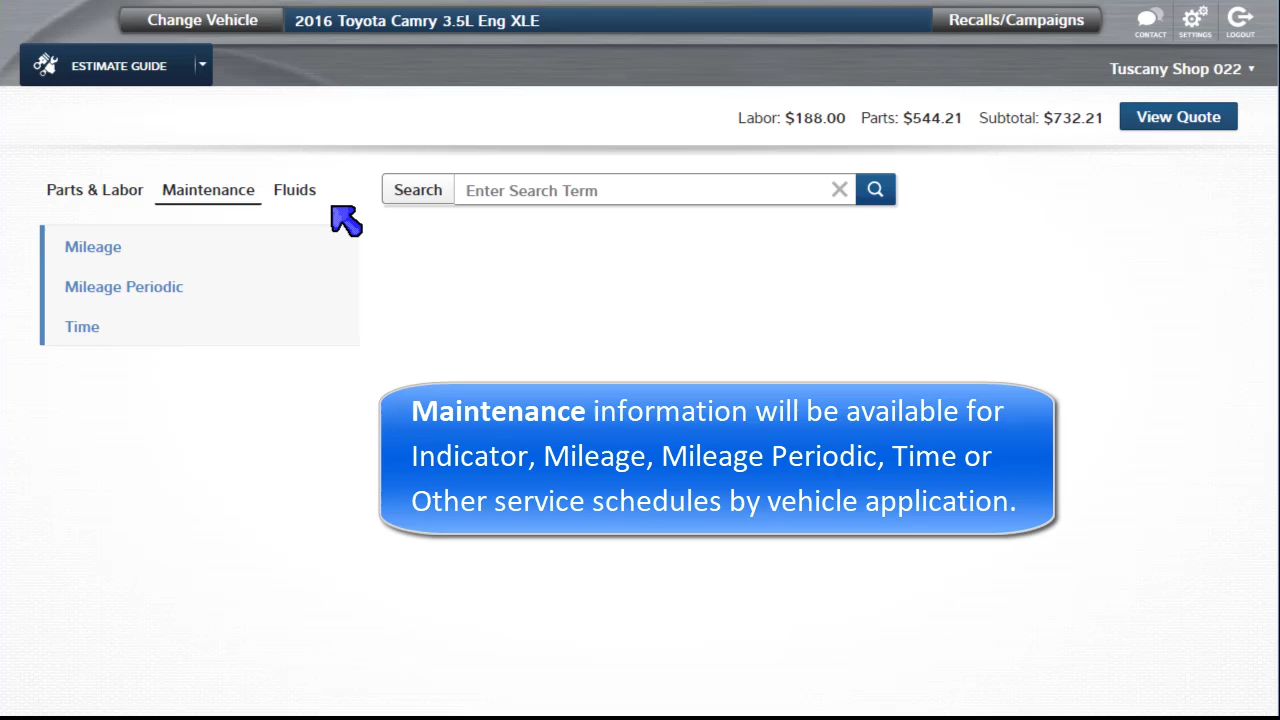 Change Vehicle 2016 Toyota Camry 3.5L Eng XLE Recalls/Campaigns
CONTACT SETTINGS LOGOUT
ESTIMATE GUIDE
Tuscany Shop 022
Labor: $188.00 Parts: $544.21 Subtotal: $732.21 View Quote
Parts & Labor Maintenance Fluids Search Enter Search Term
Mileage
Mileage Periodic
Time
Maintenance information will be available for
Indicator, Mileage, Mileage Periodic, Time or
Other service schedules by vehicle application.